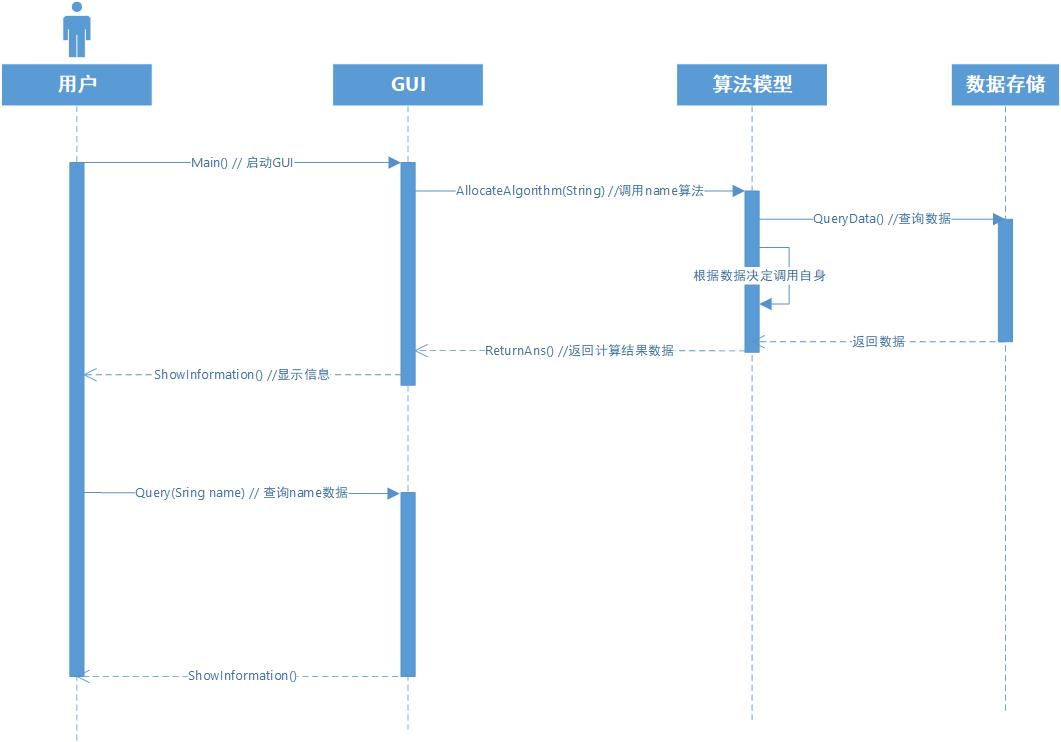 用户
GUI
算法模型
数据存储
Main() // 启动GUI
AllocateAlgorithm(String) //调用name算法
QueryData() //查询数据
根据数据决定调用自身
返回数据
ReturnAns() //返回计算结果数据
ShowInformation() //显示信息
Query(Sring name) // 查询name数据
ShowInformation()